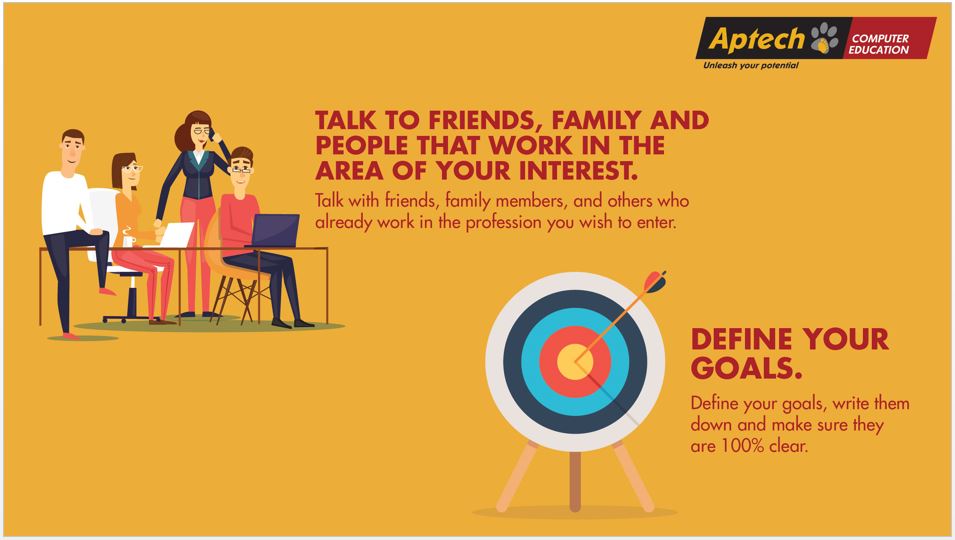 Aptech
COMPUTER
EDUCATION
Unleash your potential
TALK TO FRIENDS, FAMILY AND
PEOPLE THAT WORK IN THE
AREA OF YOUR INTEREST.
Talk with friends, family members, and others who
already work in the profession you wish to enter.
DEFINE YOUR
GOALS.
Define your goals, write them
down and make sure they
are 100% clear.